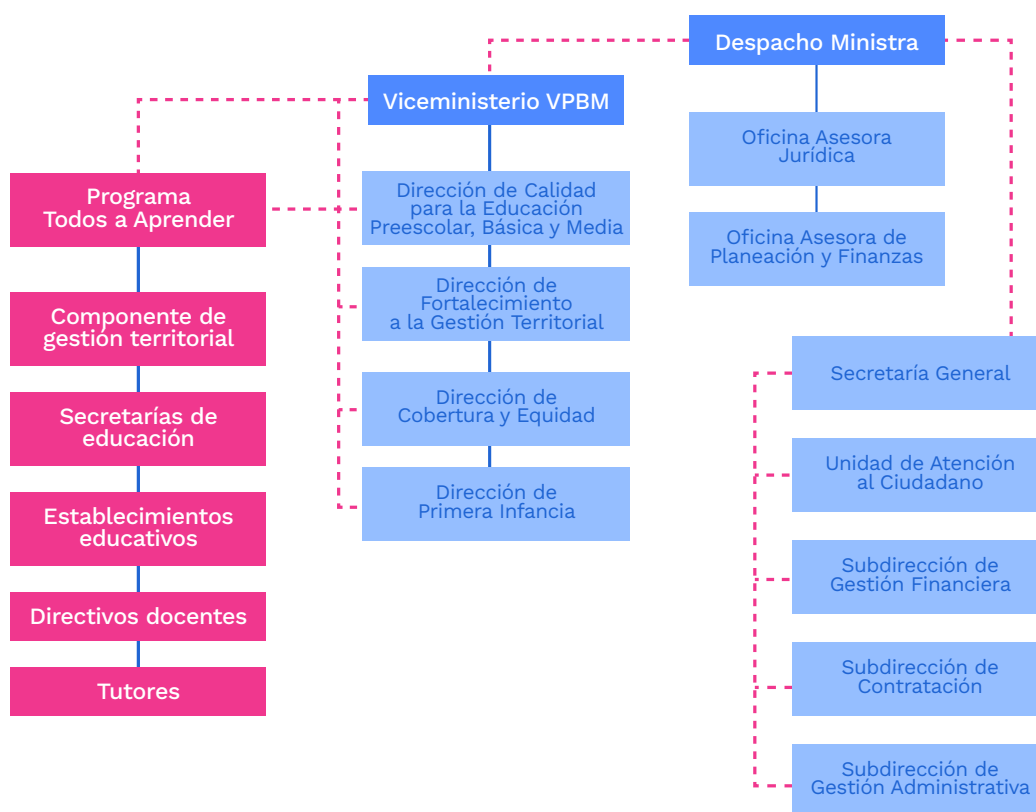 Despacho Ministra
Viceministerio VPBM
Oficina Asesora
Jurídica
Oficina Asesora de
Planeación y Finanzas
Programa
Todos a Aprender
Componente de
gestión territorial
Secretarías de
educación
Establecimientos
educativos
Directivos docentes
Tutores
Dirección de Calidad
para la Educación
Preescolar, Básica y Media
Dirección de
Fortalecimiento
a la Gestión Territorial
Dirección de
Cobertura y Equidad
Dirección de
Primera Infancia
Secretaría General
Unidad de Atención
al Ciudadano
Subdirección de
Gestión Financiera
Subdirección de
Contratación
Subdirección de
Gestión Administrativa